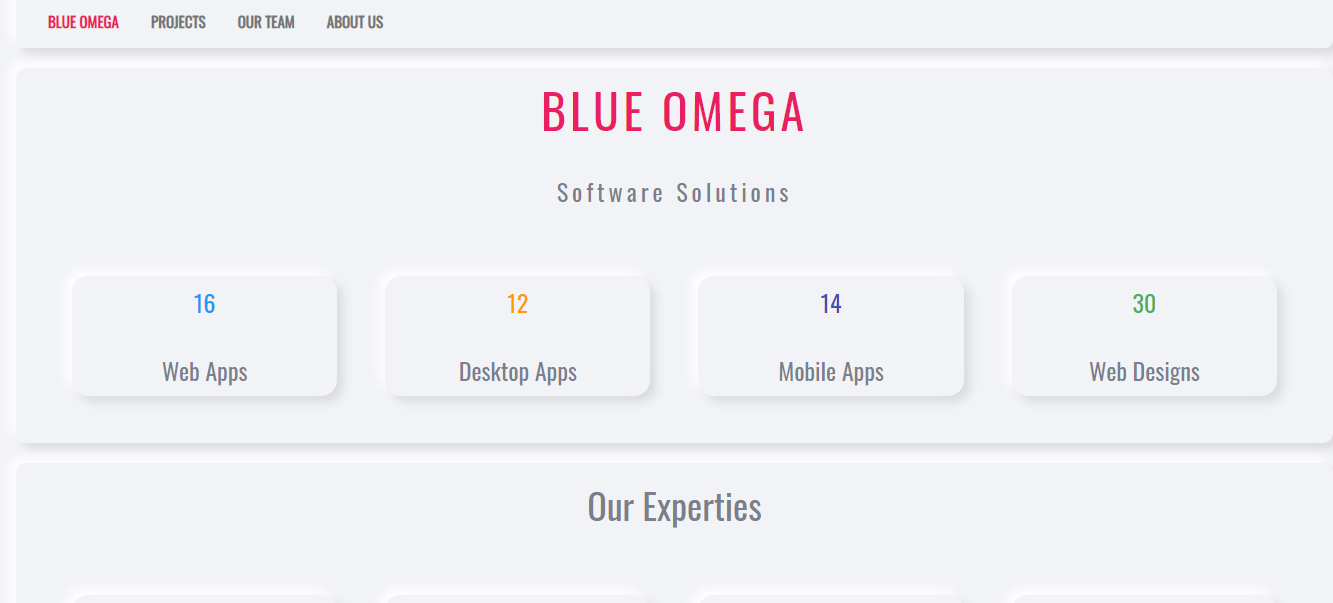 BLUE OMEGA PROJECTS OUR TEAM ABOUT US
BLUE OMEGA
Software Solutions
16 12 14 30
Web Apps Desktop Apps Mobile Apps Web Designs
Our Experties